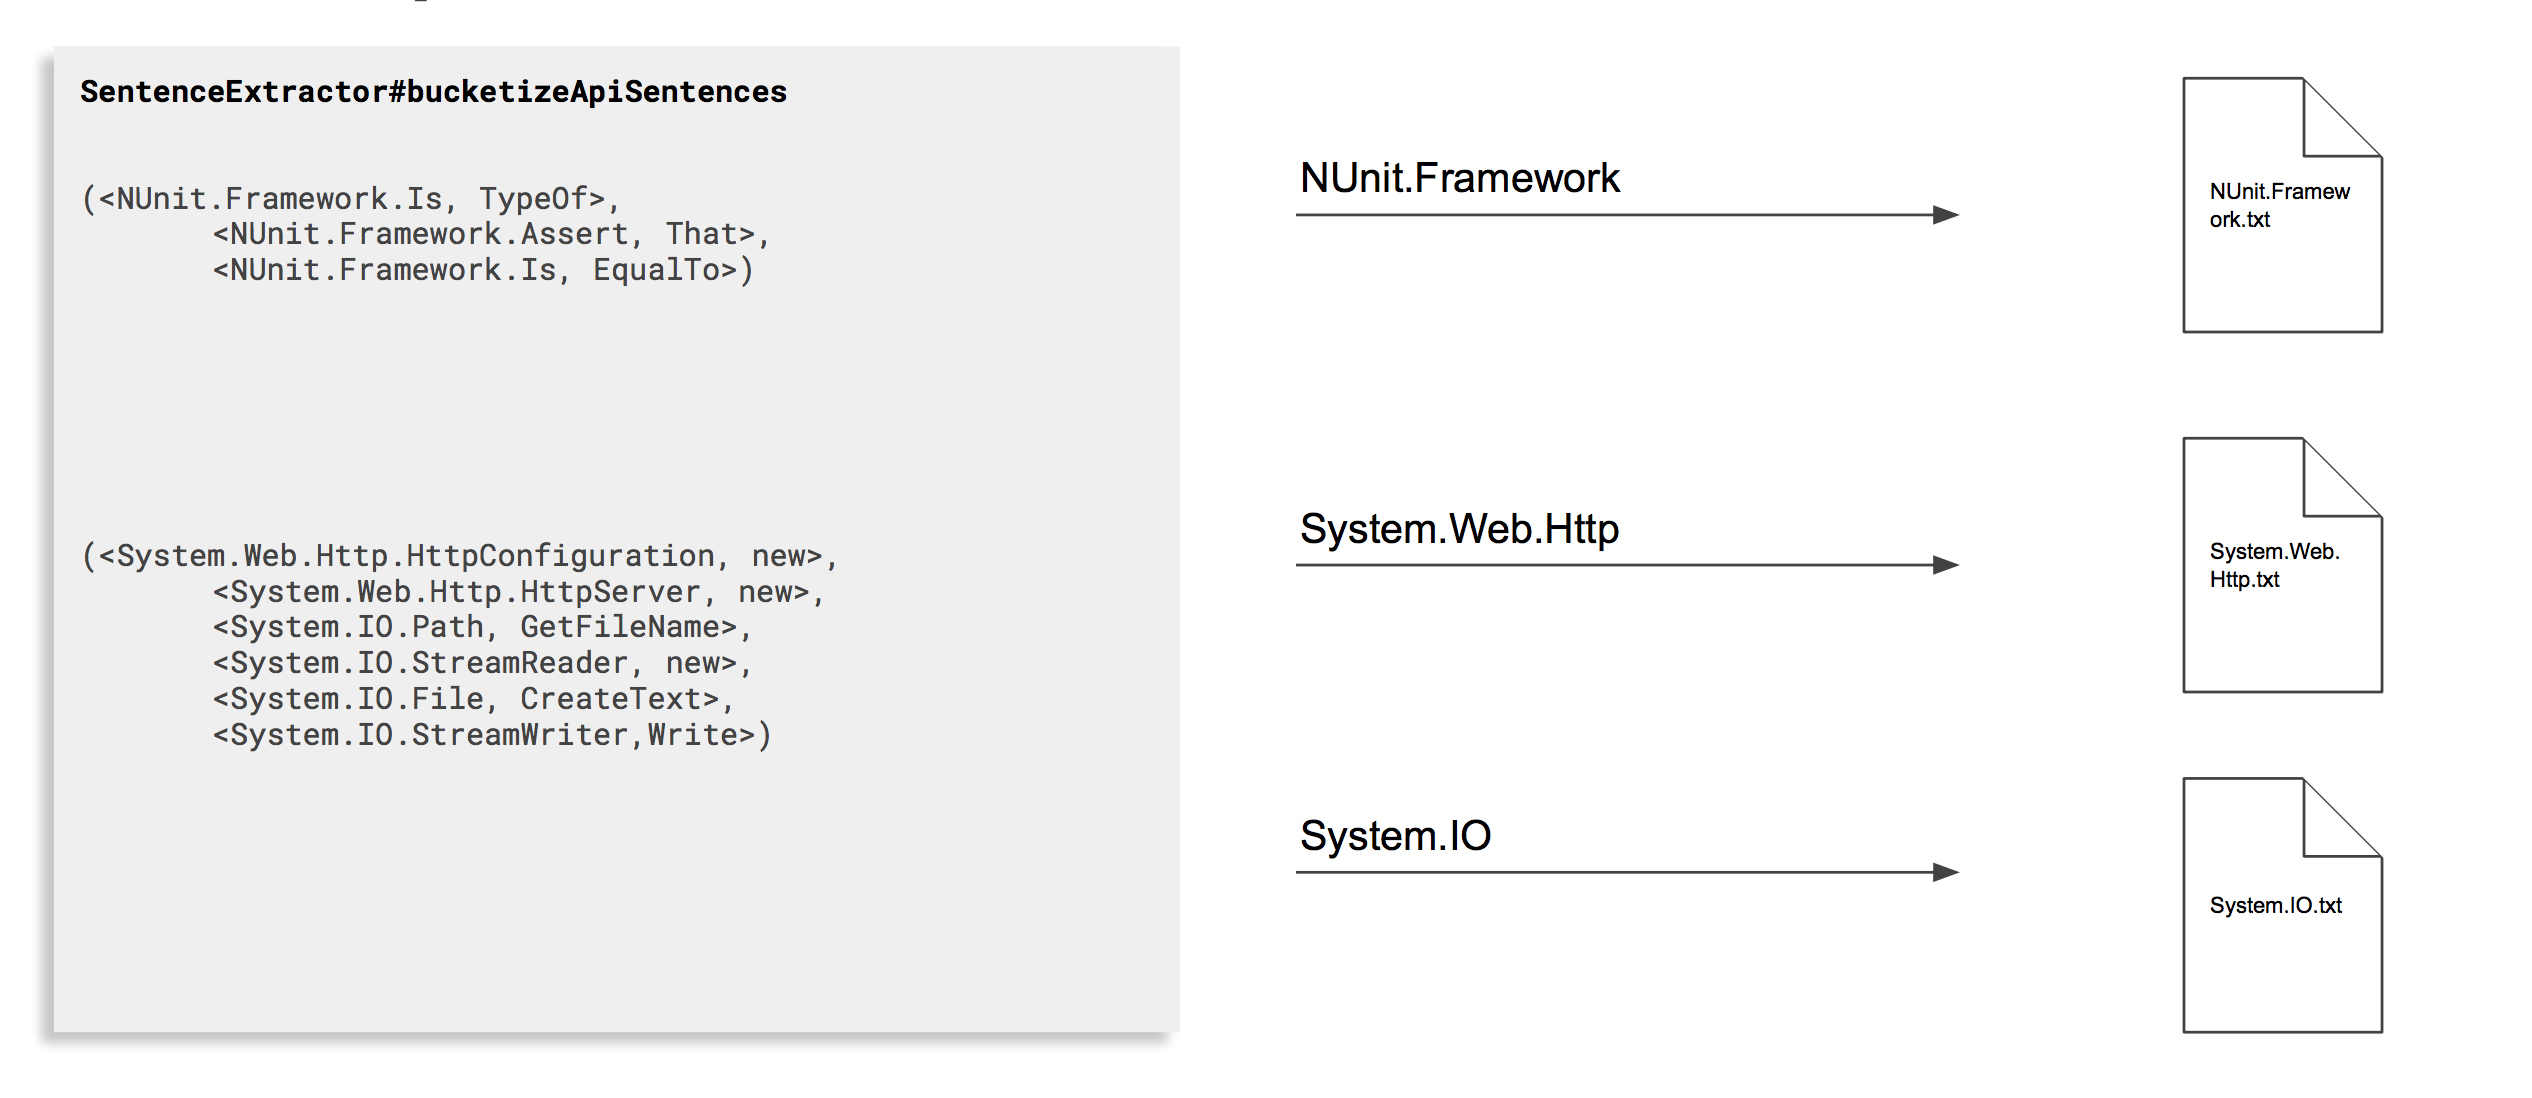 SentenceExtractor#bucketizeApiSentences
(<NUnit.Framework.Is, TypeOf>,
<NUnit.Framework.Assert, That>,
<NUnit.Framework.Is, EqualTo>)
(<System.Web.Http.HttpConfiguration, new>,
<System.Web.Http.HttpServer, new>,
<System.IO.Path, GetFileName>,
<System.IO.StreamReader, new>,
<System.IO.File, CreateText>,
<System.IO.StreamWriter,Write>)
NUnit.Framework
System.Web.Http
System.IO
NUnit.Framew
ork.txt
System.Web.
Http.txt
System.IO.txt